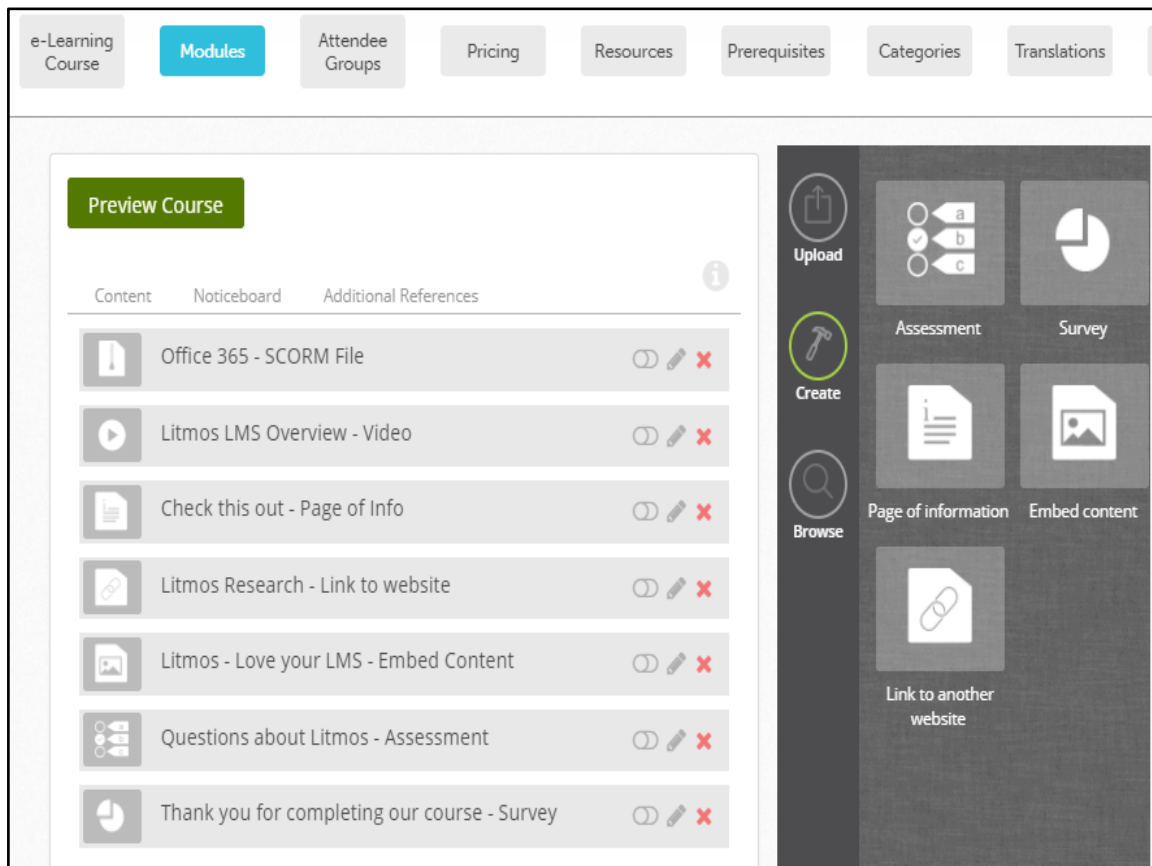 e-Learning
Course
Modules
Attendee
Groups
Pricing
Resources
Prerequisites
Categories
Translations
Preview Course
Content Noticeboard Additional References
Office 365 - SCORM File
Litmos LMS Overview - Video
Check this out - Page of Info
Litmos Research - Link to website
Litmos - Love your LMS - Embed Content
Questions about Litmos - Assessment
Thank you for completing our course - Survey
Upload
Create
Browse
a
b
c
Assessment
Survey
Page of information
Embed content
Link to another
website